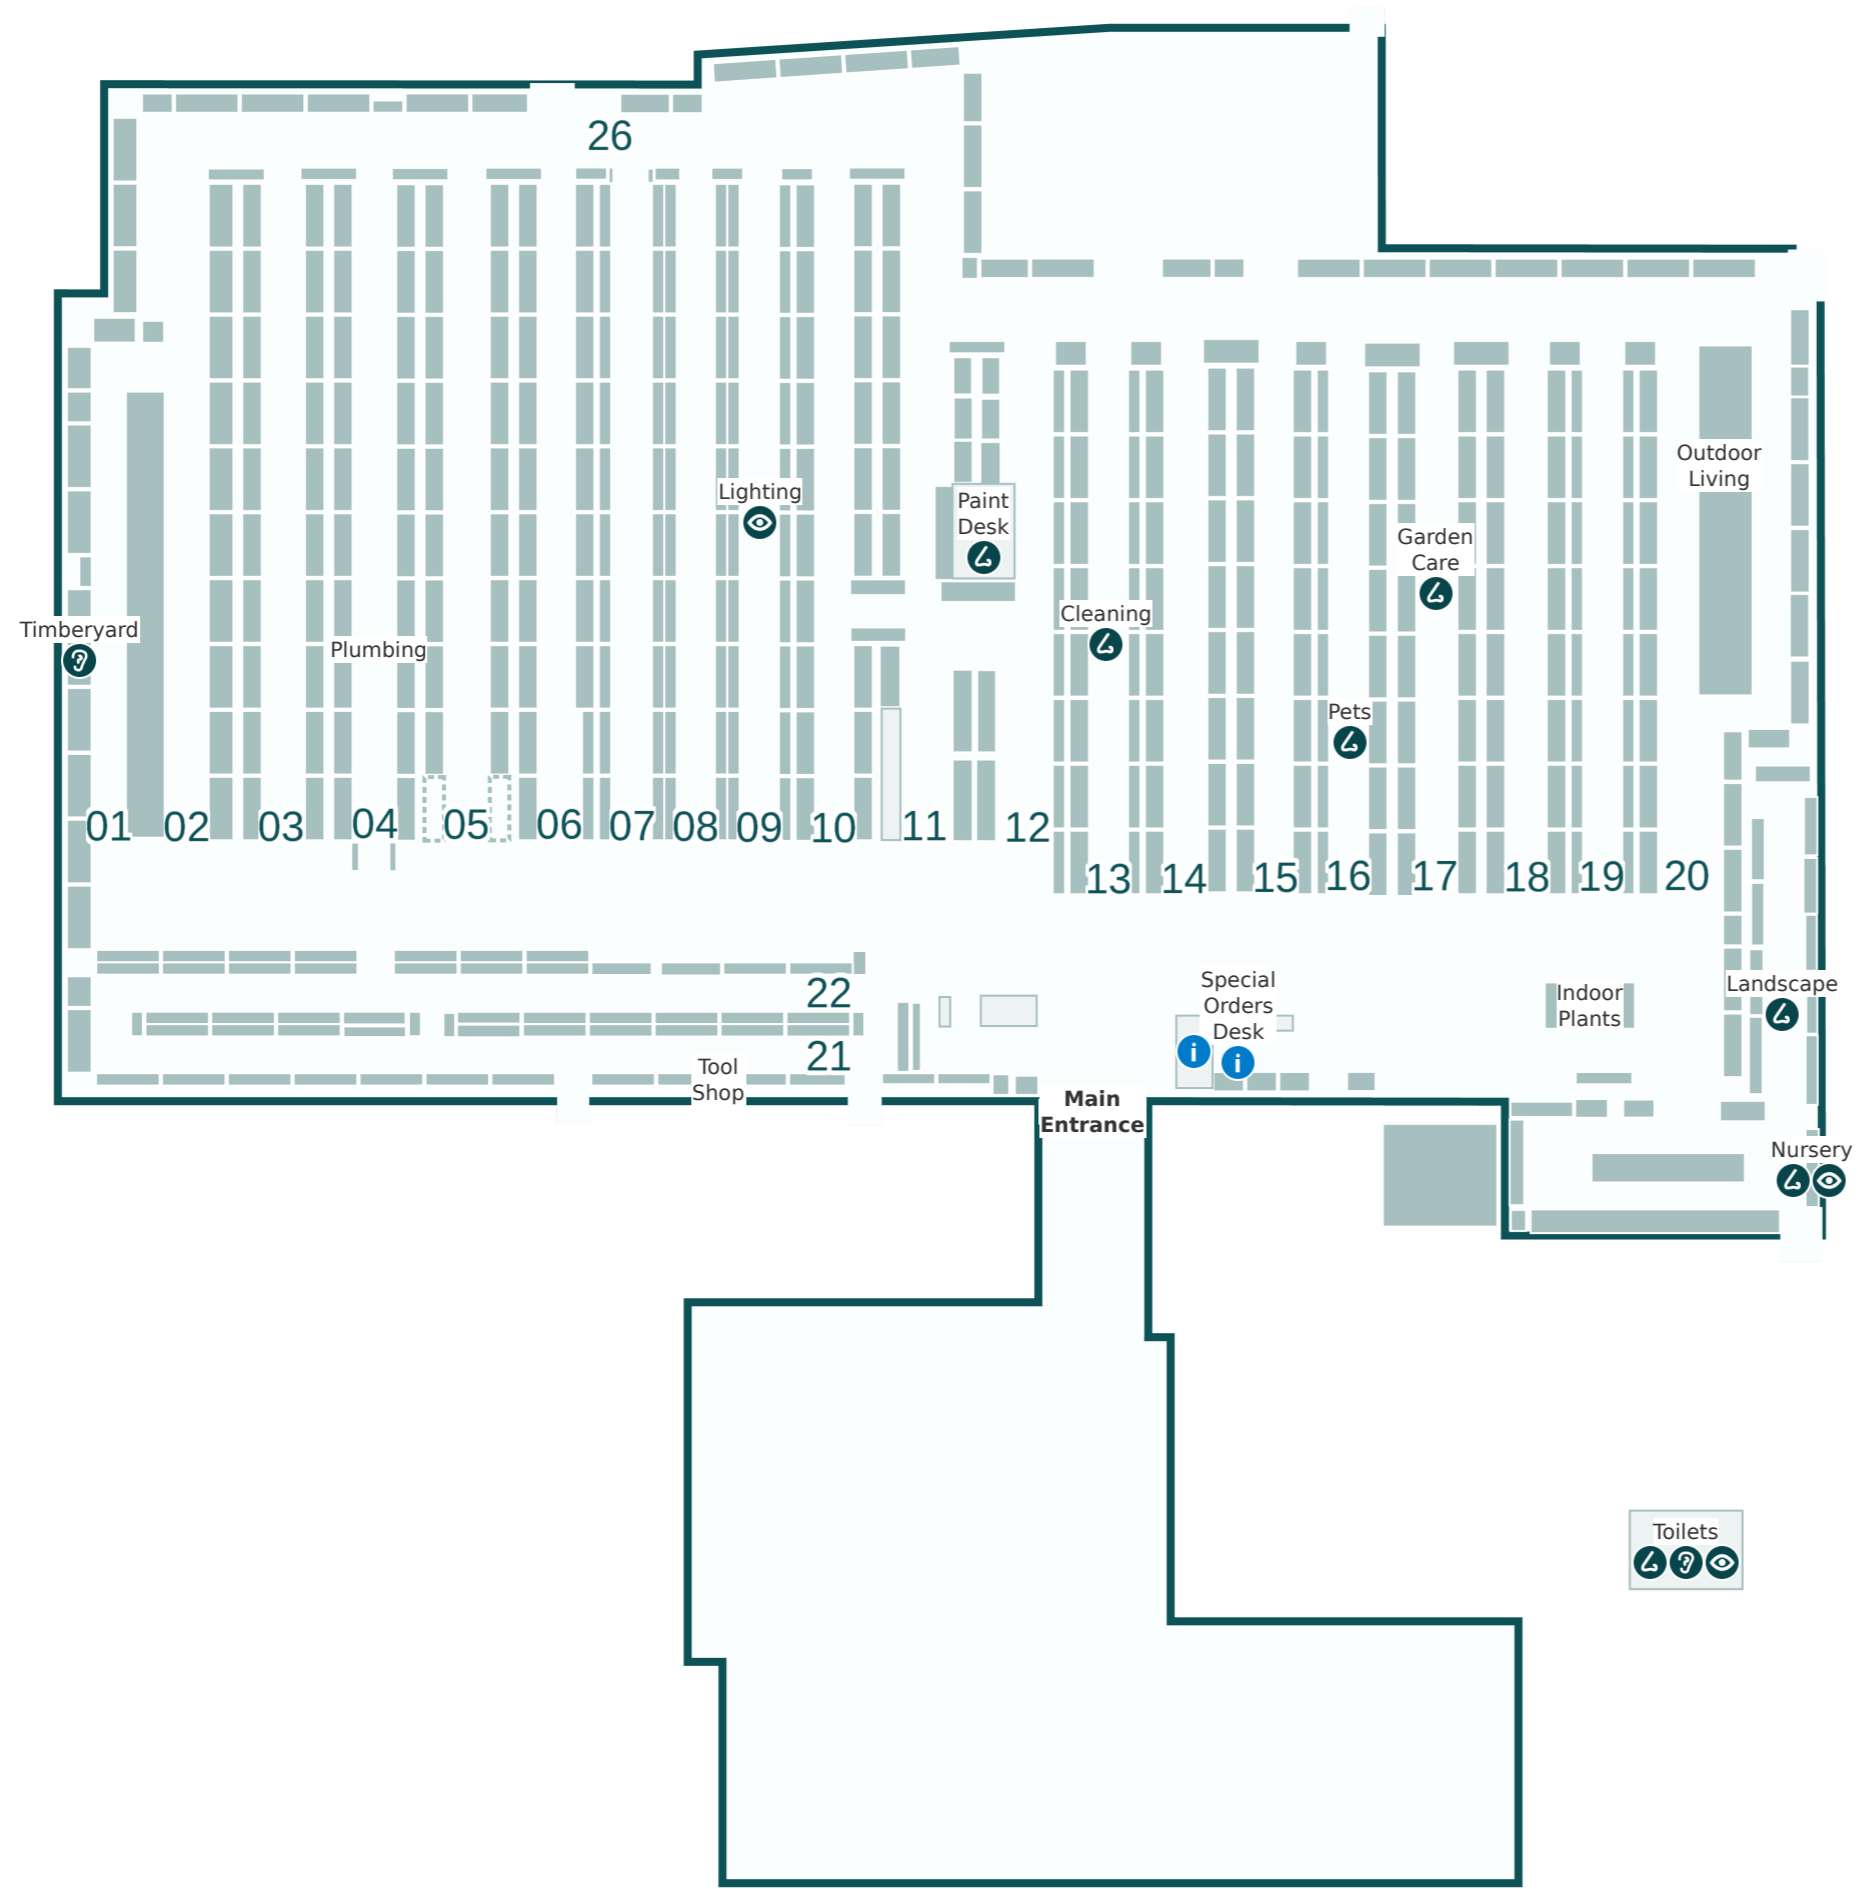 26
Lighting
Paint
Desk
Outdoor
Living
Garden
Care
Cleaning
Timberyard
Plumbing
Pets
01
02
03
04
05
06
07
08
09
10
11
12
13
14
15
16
17
18
19
20
22
Special
Orders
Desk
Indoor
Plants
Landscape
21
Tool
Shop
Main
Entrance
Nursery
Toilets